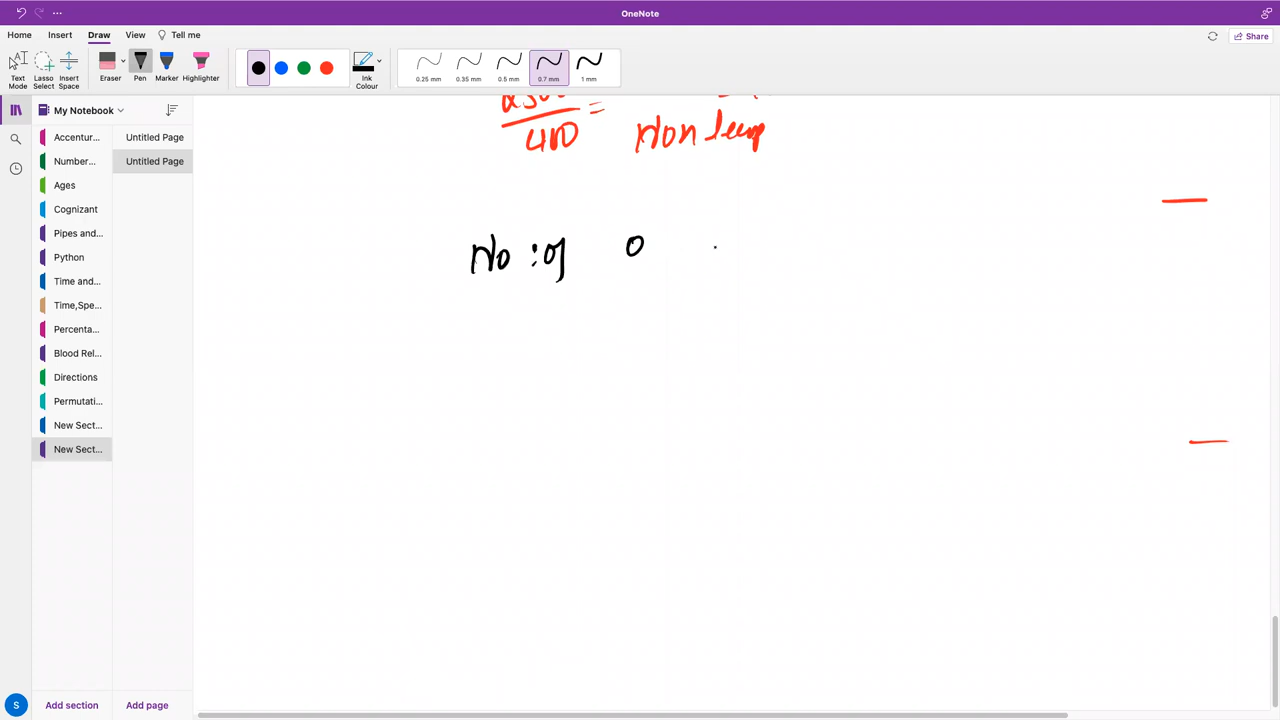 OneNote
Home Insert Draw View Tell me
Share
Text Mode
Lasso Select
Insert Space
Eraser
Pen
Marker
Highlighter
Ink Colour
0.25 mm
0.35 mm
0.5 mm
0.7 mm
1 mm
My Notebook
Accentur...
Number...
Ages
Cognizant
Pipes and...
Python
Time and...
Time,Spe...
Percenta...
Blood Rel...
Directions
Permutati...
New Sect...
New Sect...
Untitled Page
Untitled Page
=
400 Non leap
No : of 0
S Add section Add page